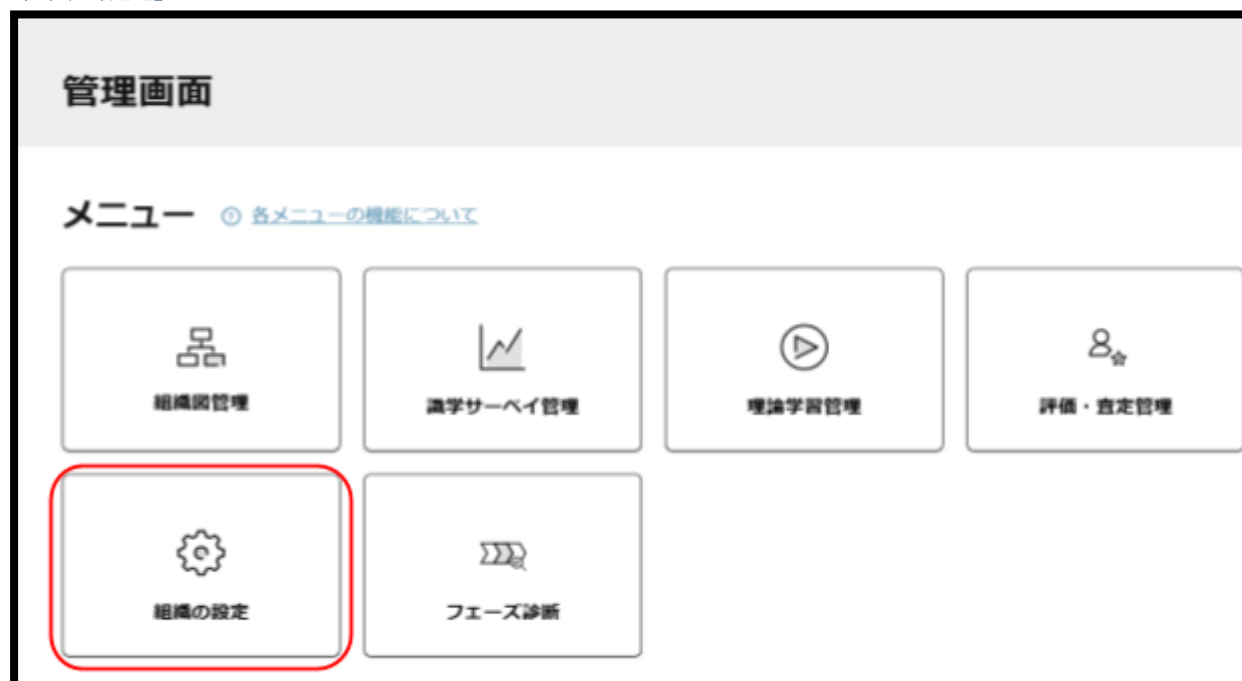 管理画面
メニュー ? 各メニューの機能について
組織図管理
識学サーベイ管理
理論学習管理
評価・査定管理
組織の設定
フェーズ診断